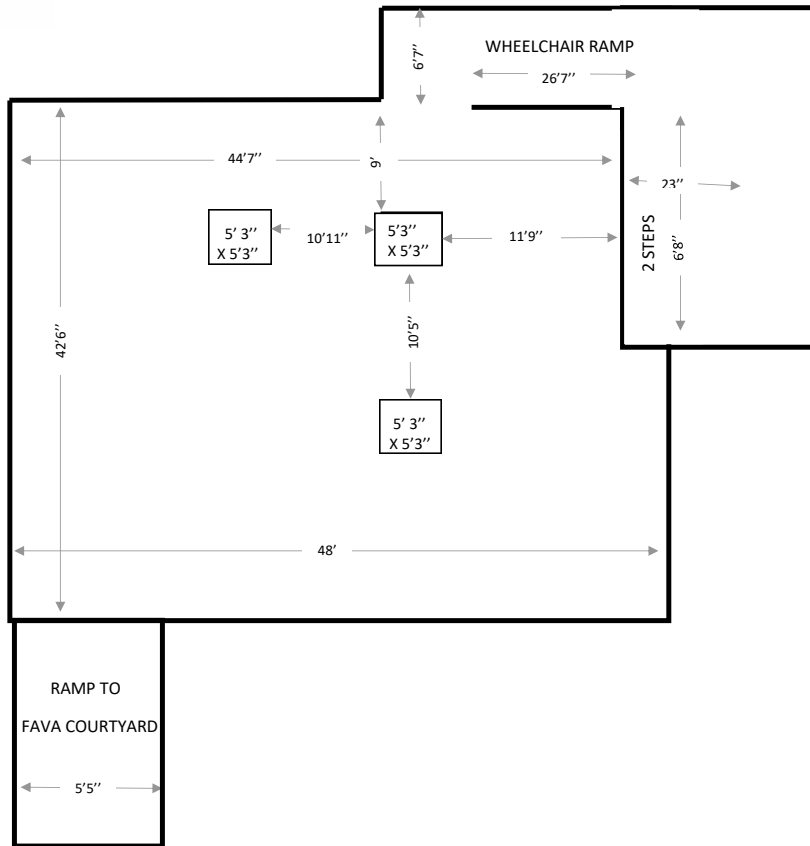 WHEELCHAIR RAMP
6'7''
26'7''
44'7''
9'
23''
5' 3''
X 5'3''
10'11''
5'3''
X 5'3''
11'9''
2 STEPS
6'8''
42'6''
10'5''
5' 3''
X 5'3''
48'
RAMP TO
FAVA COURTYARD
5'5''